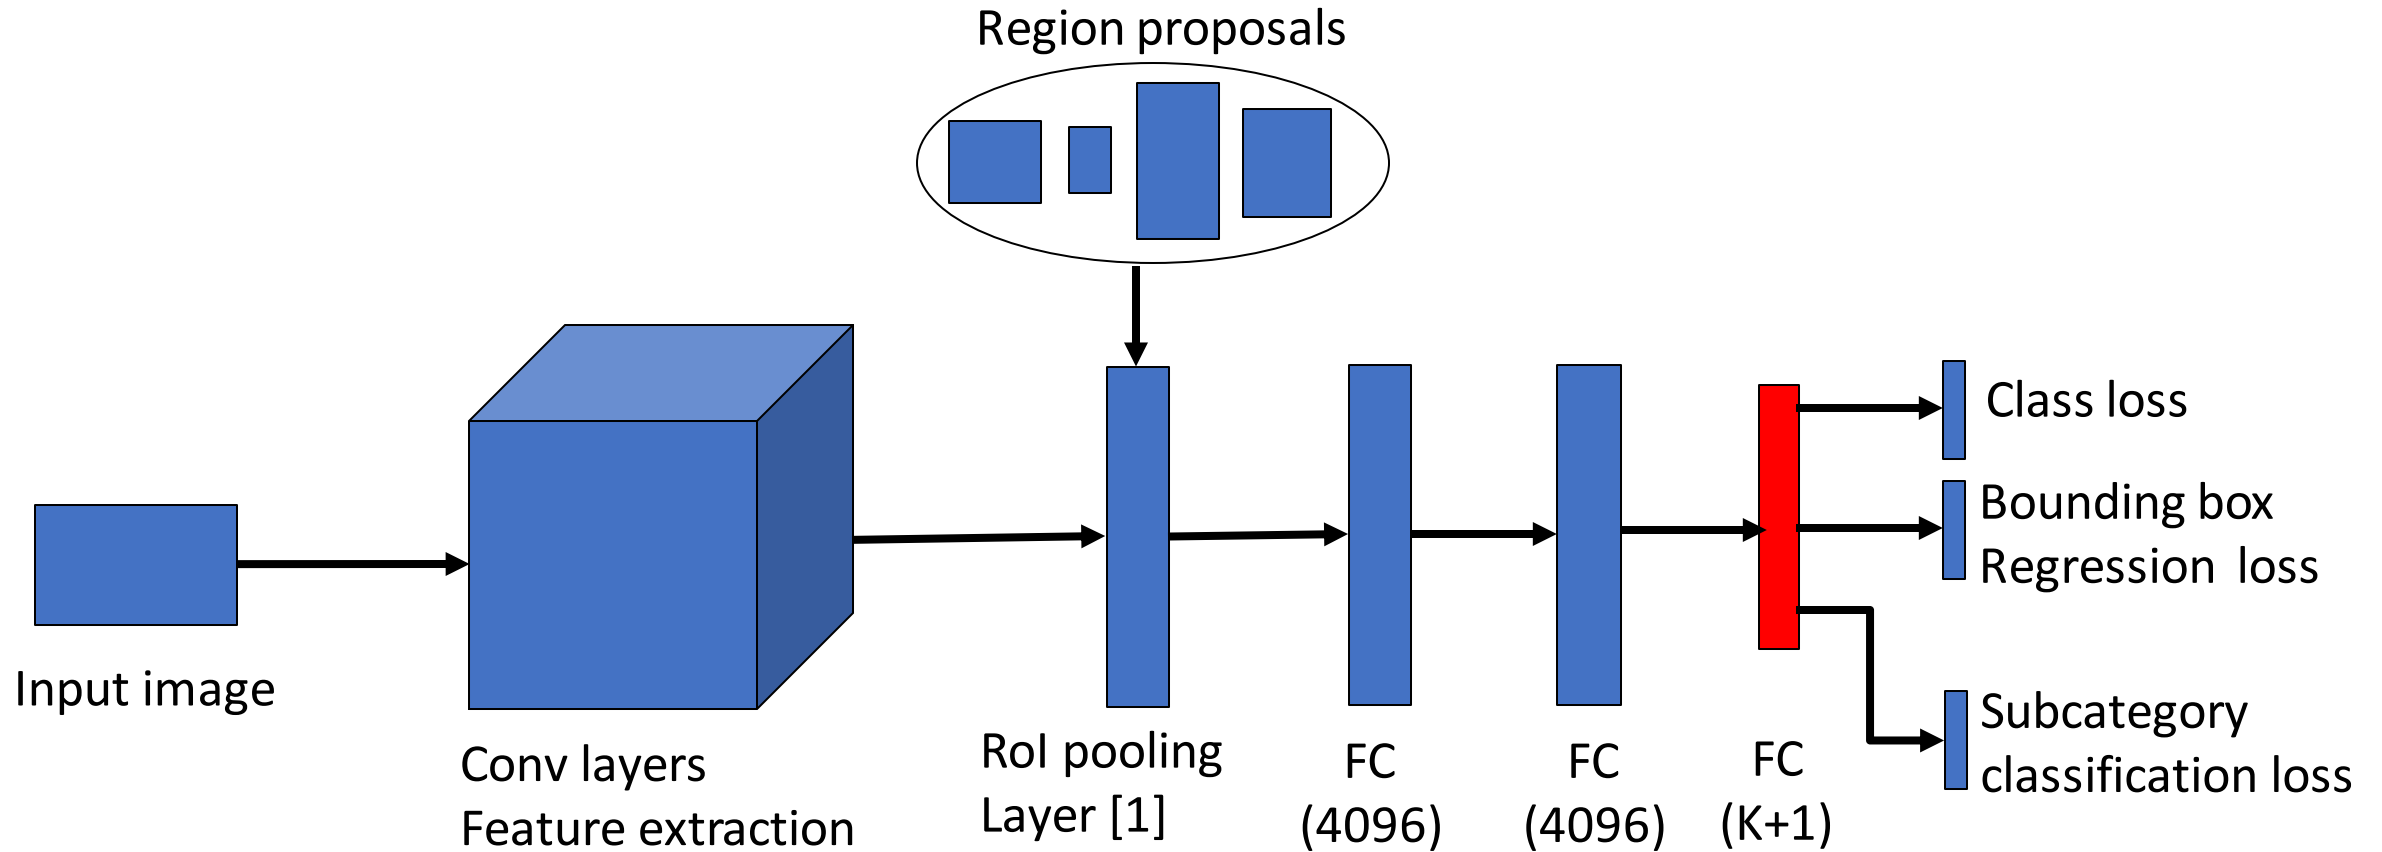 Region proposals
Input image
Conv layers
Feature extraction
RoI pooling
Layer [1]
FC
(4096)
FC
(4096)
FC
(K+1)
Class loss
Bounding box
Regression loss
Subcategory
classification loss